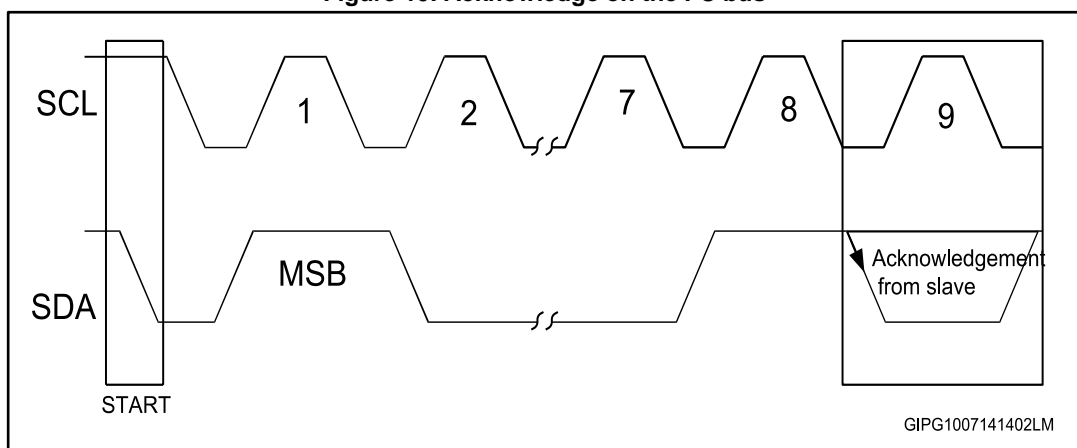 SCL
1
2
7
8
9
SDA
MSB
Acknowledgement
from slave
START
GIPG1007141402LM